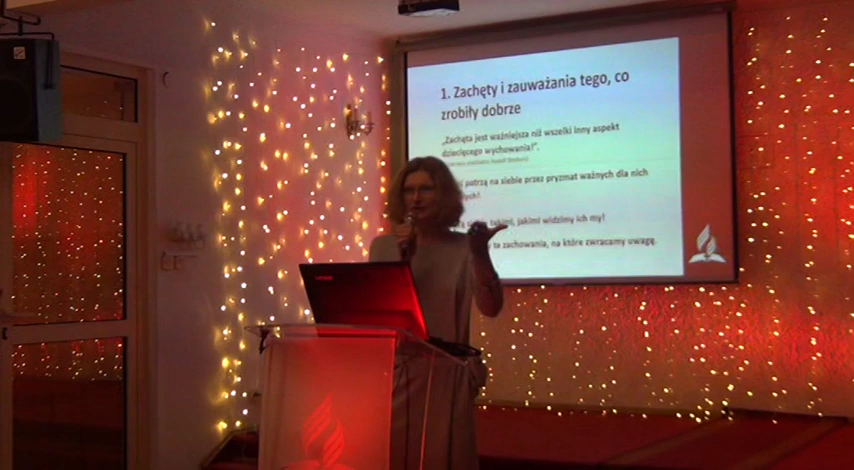 1. Zachęty i zauważania tego, co
zrobiły dobrze
„Zachęta jest ważniejsza niż wszelki inny aspekt
dziecięcego wychowania!”.
patrzą na siebie przez pryzmat ważnych dla nich
takimi, jakimi widzimy ich my!
te zachowania, na które zwracamy uwagę.